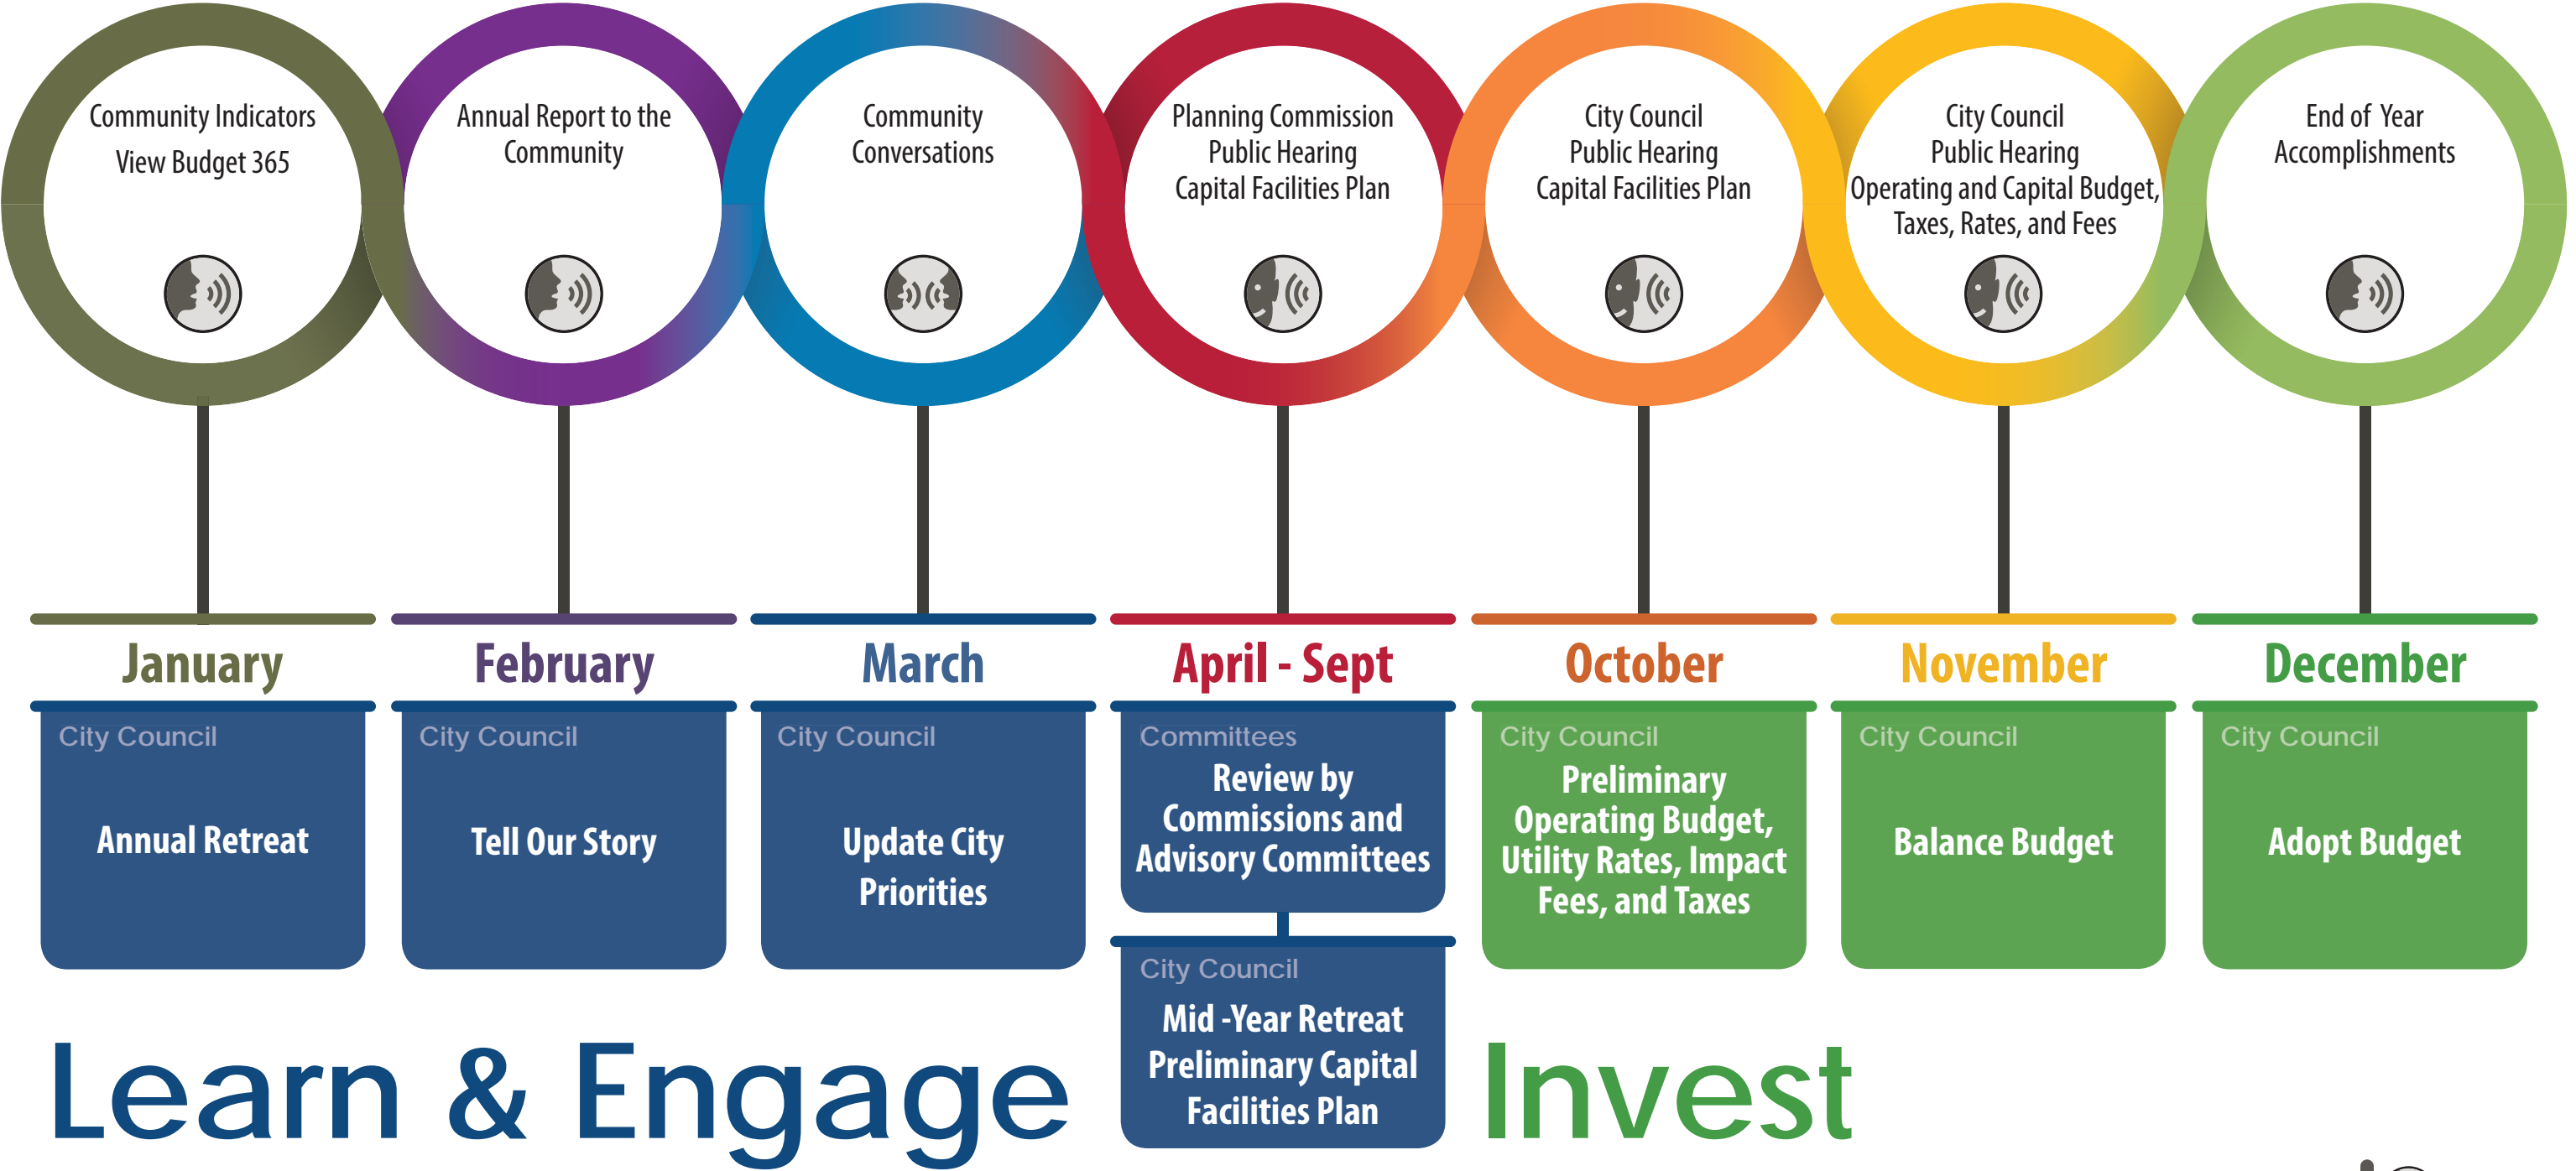 Community Indicators
View Budget 365
Annual Report to the
Community
Community
Conversations
Planning Commission
Public Hearing
Capital Facilities Plan
City Council
Public Hearing
Capital Facilities Plan
City Council
Public Hearing
Operating and Capital Budget,
Taxes, Rates, and Fees
End of Year
Accomplishments
January
February
March
April - Sept
October
November
December
City Council
Annual Retreat
City Council
Tell Our Story
City Council
Update City
Priorities
Committees
Review by
Commissions and
Advisory Committees
City Council
Mid -Year Retreat
Preliminary Capital
Facilities Plan
City Council
Preliminary
Operating Budget,
Utility Rates, Impact
Fees, and Taxes
City Council
Balance Budget
City Council
Adopt Budget
Learn & Engage
Invest